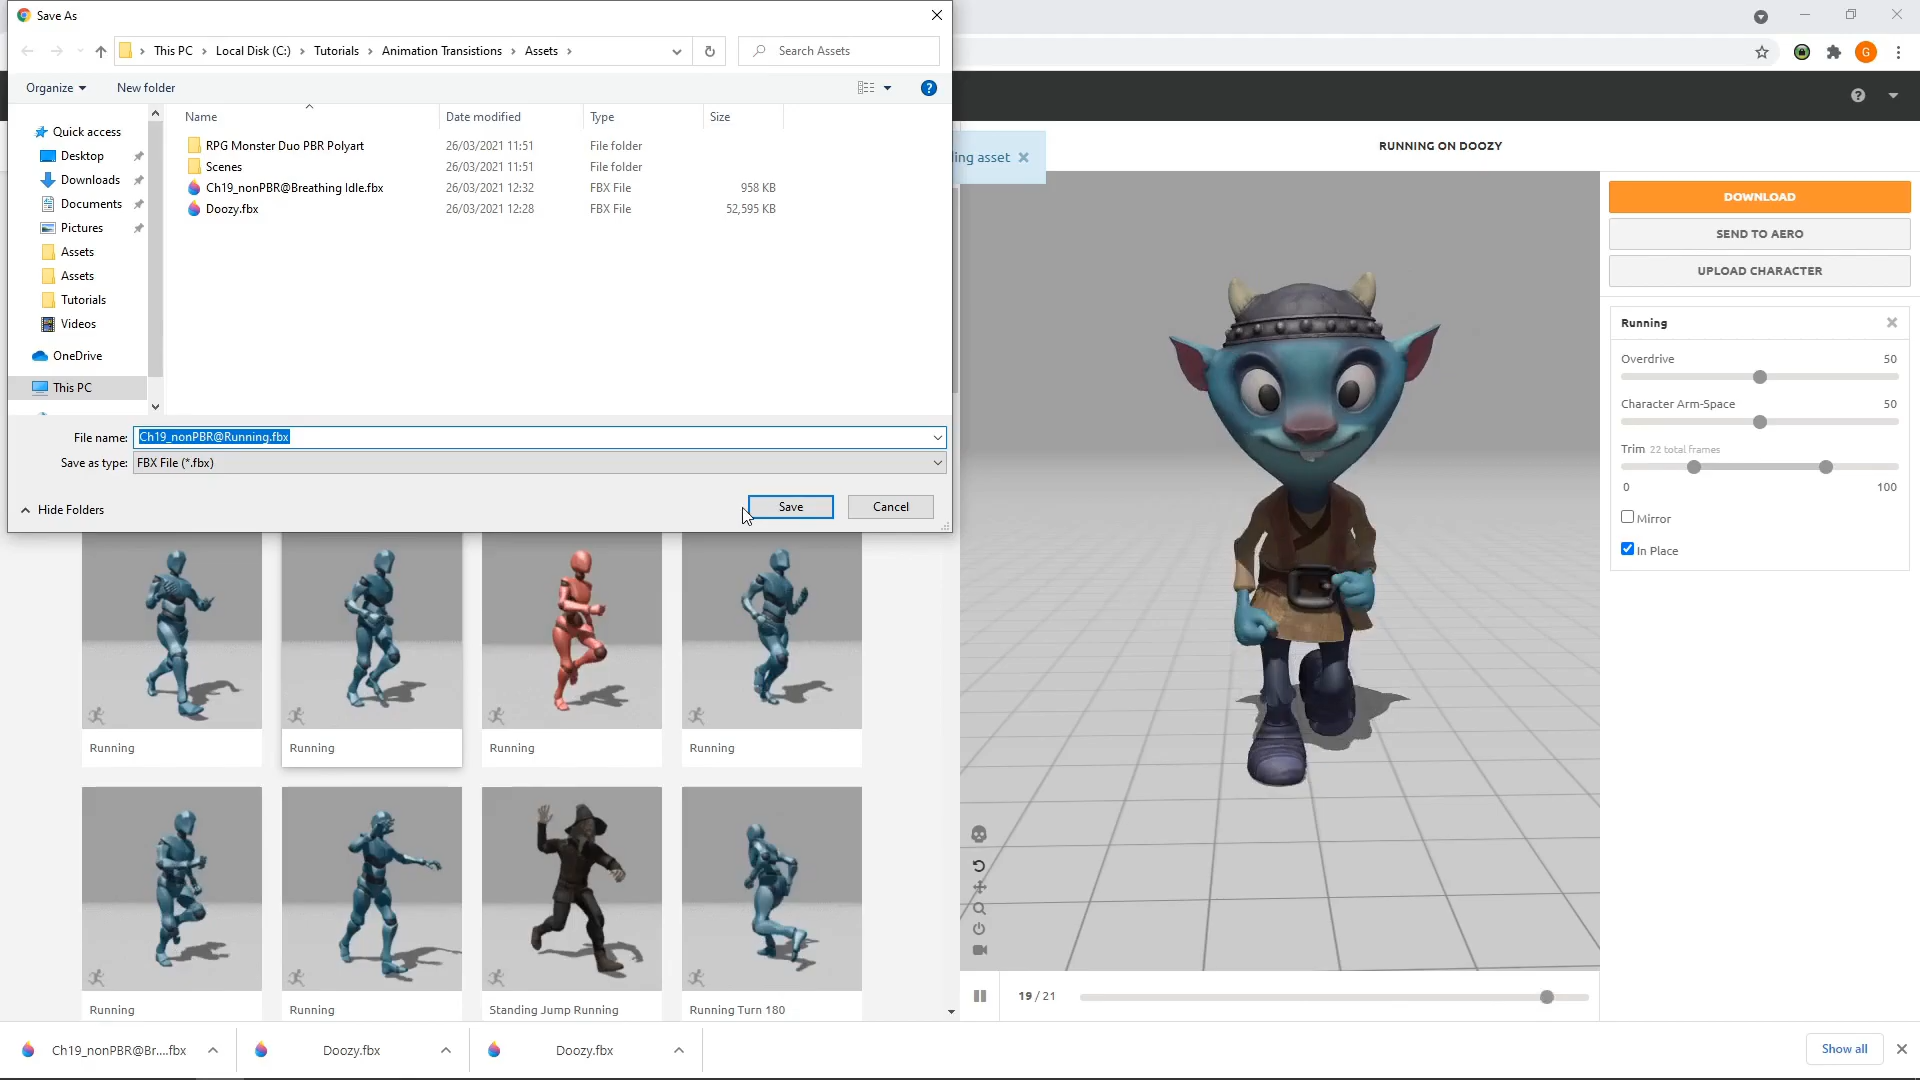 Save As
This PC
Local Disk (C:)
Tutorials
Animation Transistions
Assets
Search Assets
Organize
New folder
Name
Date modified
Type
Size
Quick access
Desktop
Downloads
Documents
Pictures
Assets
Assets
Tutorials
Videos
OneDrive
This PC
RPG Monster Duo PBR Polyart 26/03/2021 11:51 File folder
Scenes 26/03/2021 11:51 File folder
Ch19_nonPBR@Breathing Idle.fbx 26/03/2021 12:32 FBX File 958 KB
Doozy.fbx 26/03/2021 12:28 FBX File 52,595 KB
File name: Ch19_nonPBR@Running.fbx
Save as type: FBX File (*.fbx)
Hide Folders
Save
Cancel
G
ing asset
RUNNING ON DOOZY
DOWNLOAD
SEND TO AERO
UPLOAD CHARACTER
Running
Overdrive 50
Character Arm-Space 50
Trim 22 total frames
0 100
Mirror
In Place
Running
Running
Running
Running
Running
Running
Standing Jump Running
Running Turn 180
19 / 21
Ch19_nonPBR@Br....fbx
Doozy.fbx
Doozy.fbx
Show all